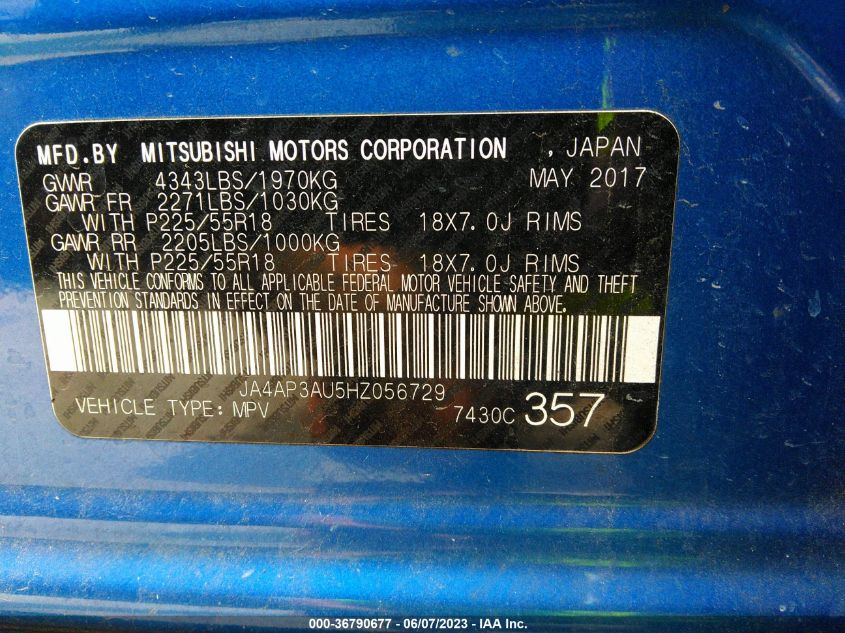 MFD.BY MITSUBISHI MOTORS CORPORATION , JAPAN
GVWR 4343LBS/1970KG MAY 2017
GAWR FR 2271LBS/1030KG
WITH P225/55R18 TIRES 18X7.0J RIMS
GAWR RR 2205LBS/1000KG
WITH P225/55R18 TIRES 18X7.0J RIMS
THIS VEHICLE CONFORMS TO ALL APPLICABLE FEDERAL MOTOR VEHICLE SAFETY AND THEFT
PREVENTION STANDARDS IN EFFECT ON THE DATE OF MANUFACTURE SHOWN ABOVE.
JA4AP3AU5HZ056729
VEHICLE TYPE: MPV 7430C 357
000-36790677 - 06/07/2023 - IAA Inc.